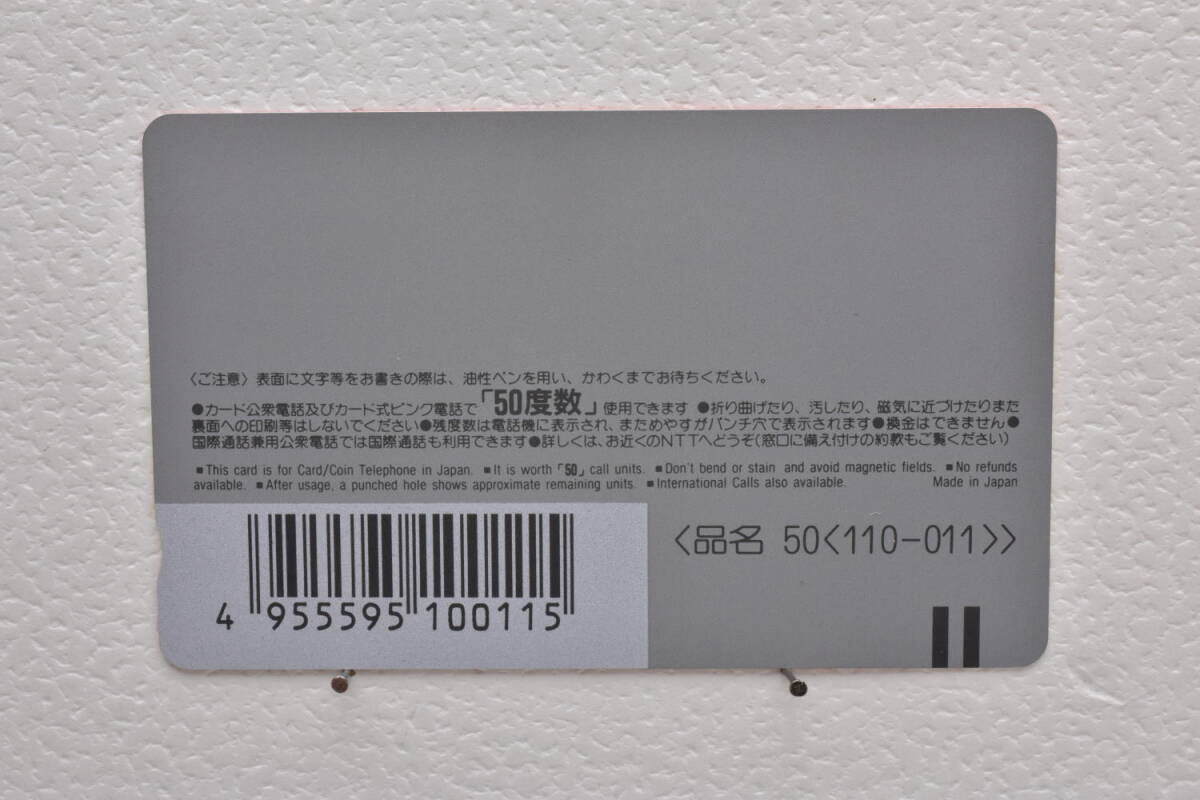 〈ご注意〉表面に文字等をお書きの際は、油性ペンを用い、かわくまでお待ちください。
●カード公衆電話及びカード式ピンク電話で「50度数」使用できます ●折り曲げたり、汚したり、磁気に近づけたりまた
裏面への印刷等はしないでください●残度数は電話機に表示され、まためやすがパンチ穴で表示されます●換金はできません●
国際通話兼用公衆電話では国際通話も利用できます●詳しくは、お近くのNTTへどうぞ(窓口に備え付けの約款もご覧ください)
■This card is for Card/Coin Telephone in Japan. ■It is worth「50」call units. ■Don't bend or stain and avoid magnetic fields. ■No refunds
available. ■After usage, a punched hole shows approximate remaining units. ■International Calls also available. Made in Japan
〈品名 50〈110-011〉〉
4 955595 100115